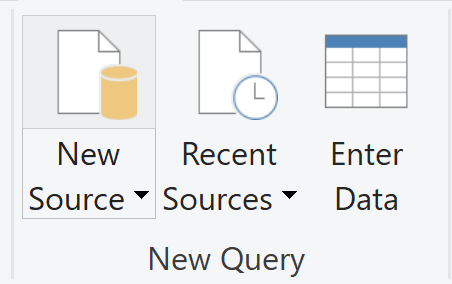 New
Source
Recent
Sources
Enter
Data
New Query